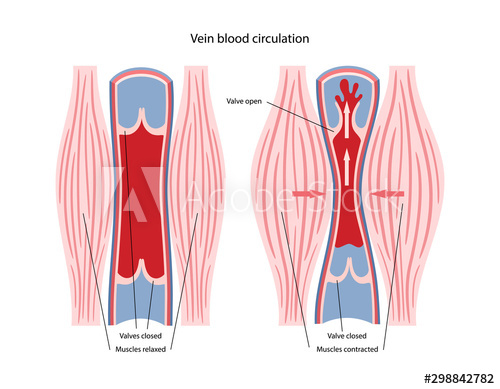 Vein blood circulation
Valve open
Adobe Stock
Valves closed
Muscles relaxed
Valve closed
Muscles contracted
#298842782